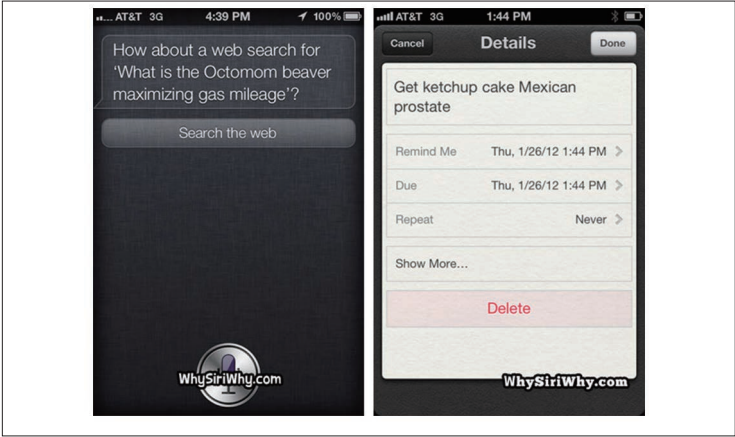 AT&T 3G 4:39 PM 100%
How about a web search for
‘What is the Octomom beaver
maximizing gas mileage’?
Search the web
WhySiriWhy.com
AT&T 3G 1:44 PM
Cancel Details Done
Get ketchup cake Mexican
prostate
Remind Me Thu, 1/26/12 1:44 PM
Due Thu, 1/26/12 1:44 PM
Repeat Never
Show More...
Delete
WhySiriWhy.com